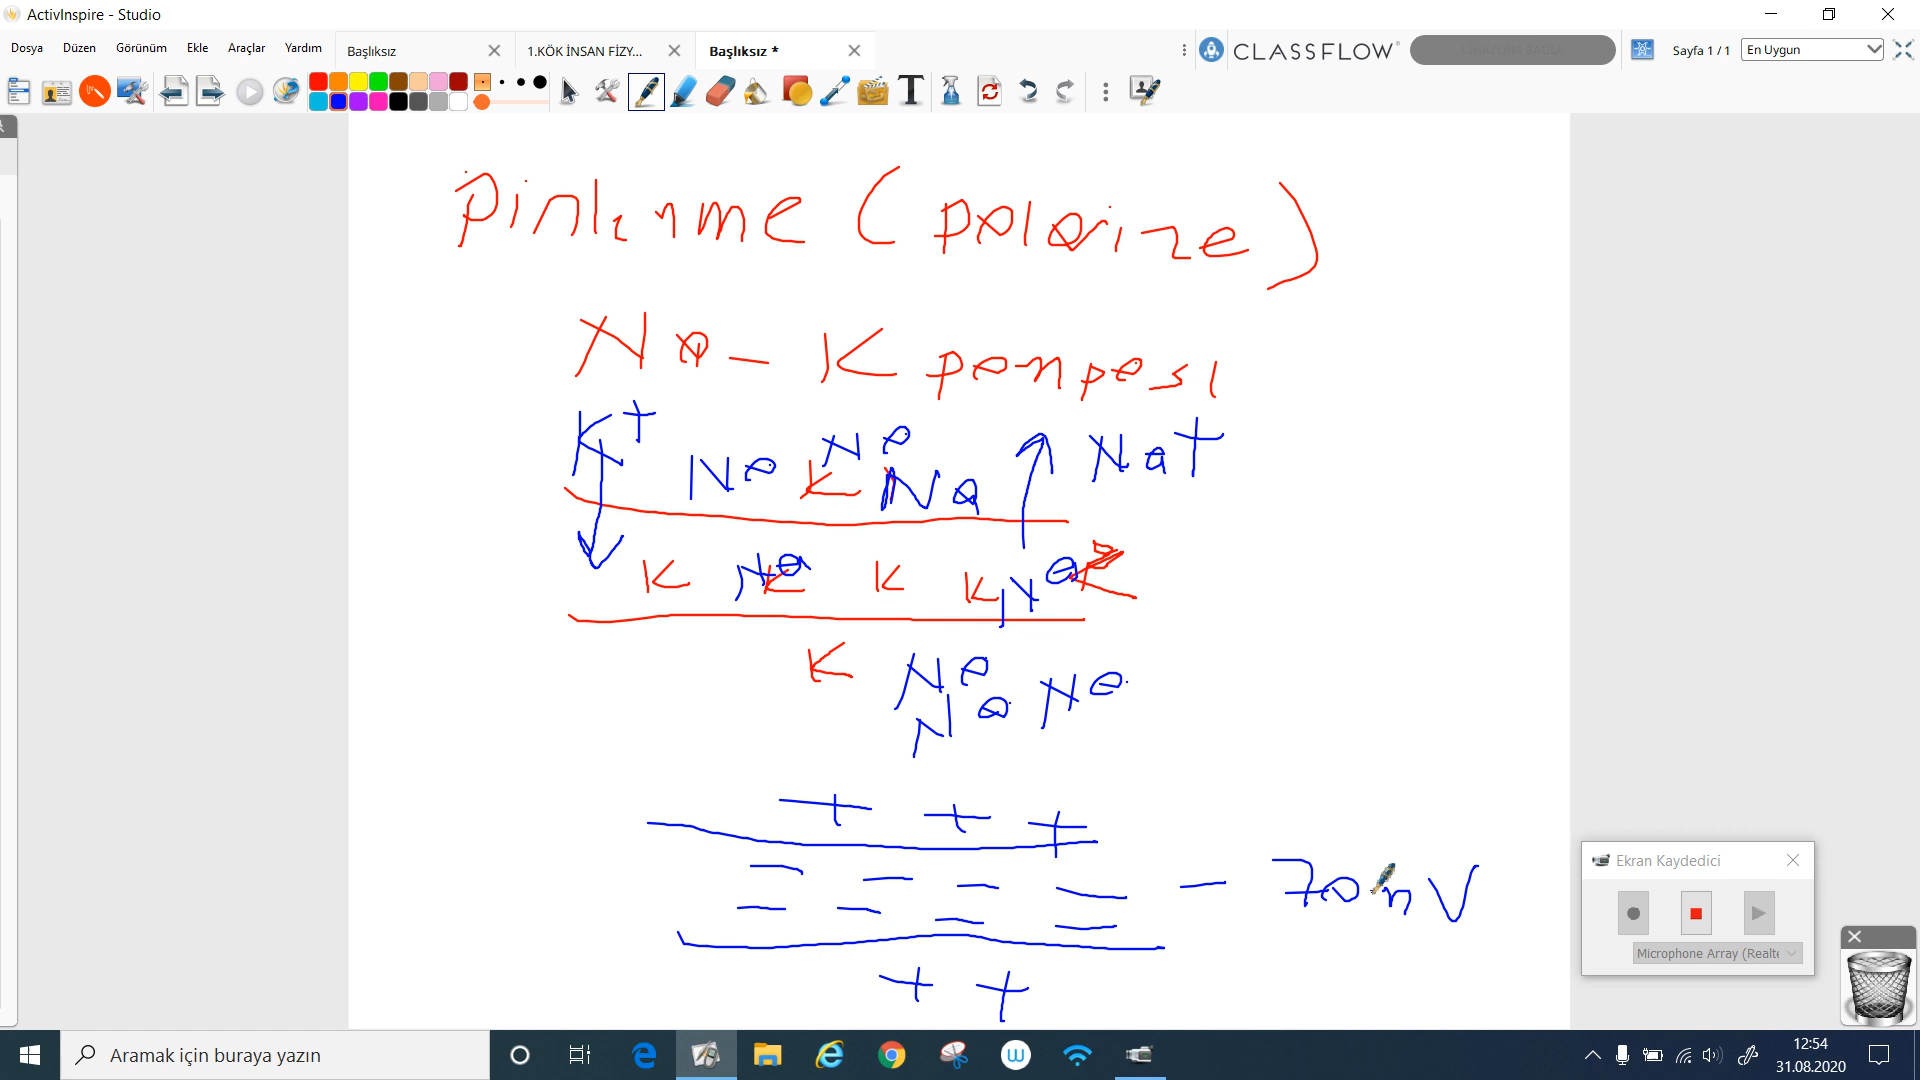 ActivInspire - Studio
Dosya Düzen Görünüm Ekle Araçlar Yardım
Başlıksız
1.KÖK İNSAN FİZY...
Başlıksız *
CLASSFLOW
Sayfa 1 / 1
En Uygun
T
Dinlenme (polarize)
Na - K pompası
K+ Na Na Na+
K Na
K Na K K Na K
K Na
Na Na
+ + +
- - - - - 70 mV
- - - -
+ +
Ekran Kaydedici
Microphone Array (Realte
Aramak için buraya yazın
12:54
31.08.2020